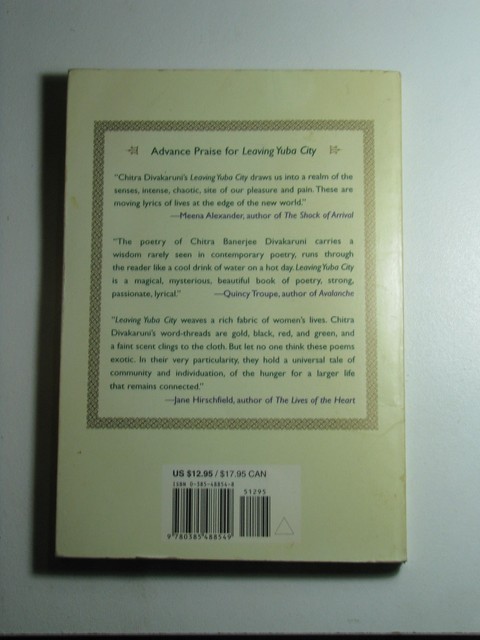 Advance Praise for Leaving Yuba City
"Chitra Divakaruni's Leaving Yuba City draws us into a realm of the
senses, intense, chaotic, site of our pleasure and pain. These are
moving lyrics of lives at the edge of the new world."
—Meena Alexander, author of The Shock of Arrival
"The poetry of Chitra Banerjee Divakaruni carries a
wisdom rarely seen in contemporary poetry, runs through
the reader like a cool drink of water on a hot day. Leaving Yuba City
is a magical, mysterious, beautiful book of poetry, strong,
passionate, lyrical." —Quincy Troupe, author of Avalanche
"Leaving Yuba City weaves a rich fabric of women's lives. Chitra
Divakaruni's word-threads are gold, black, red, and green, and
a faint scent clings to the cloth. But let no one think these poems
exotic. In their very particularity, they hold a universal tale of
community and individuation, of the hunger for a larger life
that remains connected."
—Jane Hirschfield, author of The Lives of the Heart
US $12.95 / $17.95 CAN
ISBN 0-385-48854-8
51295
9 780385 488549